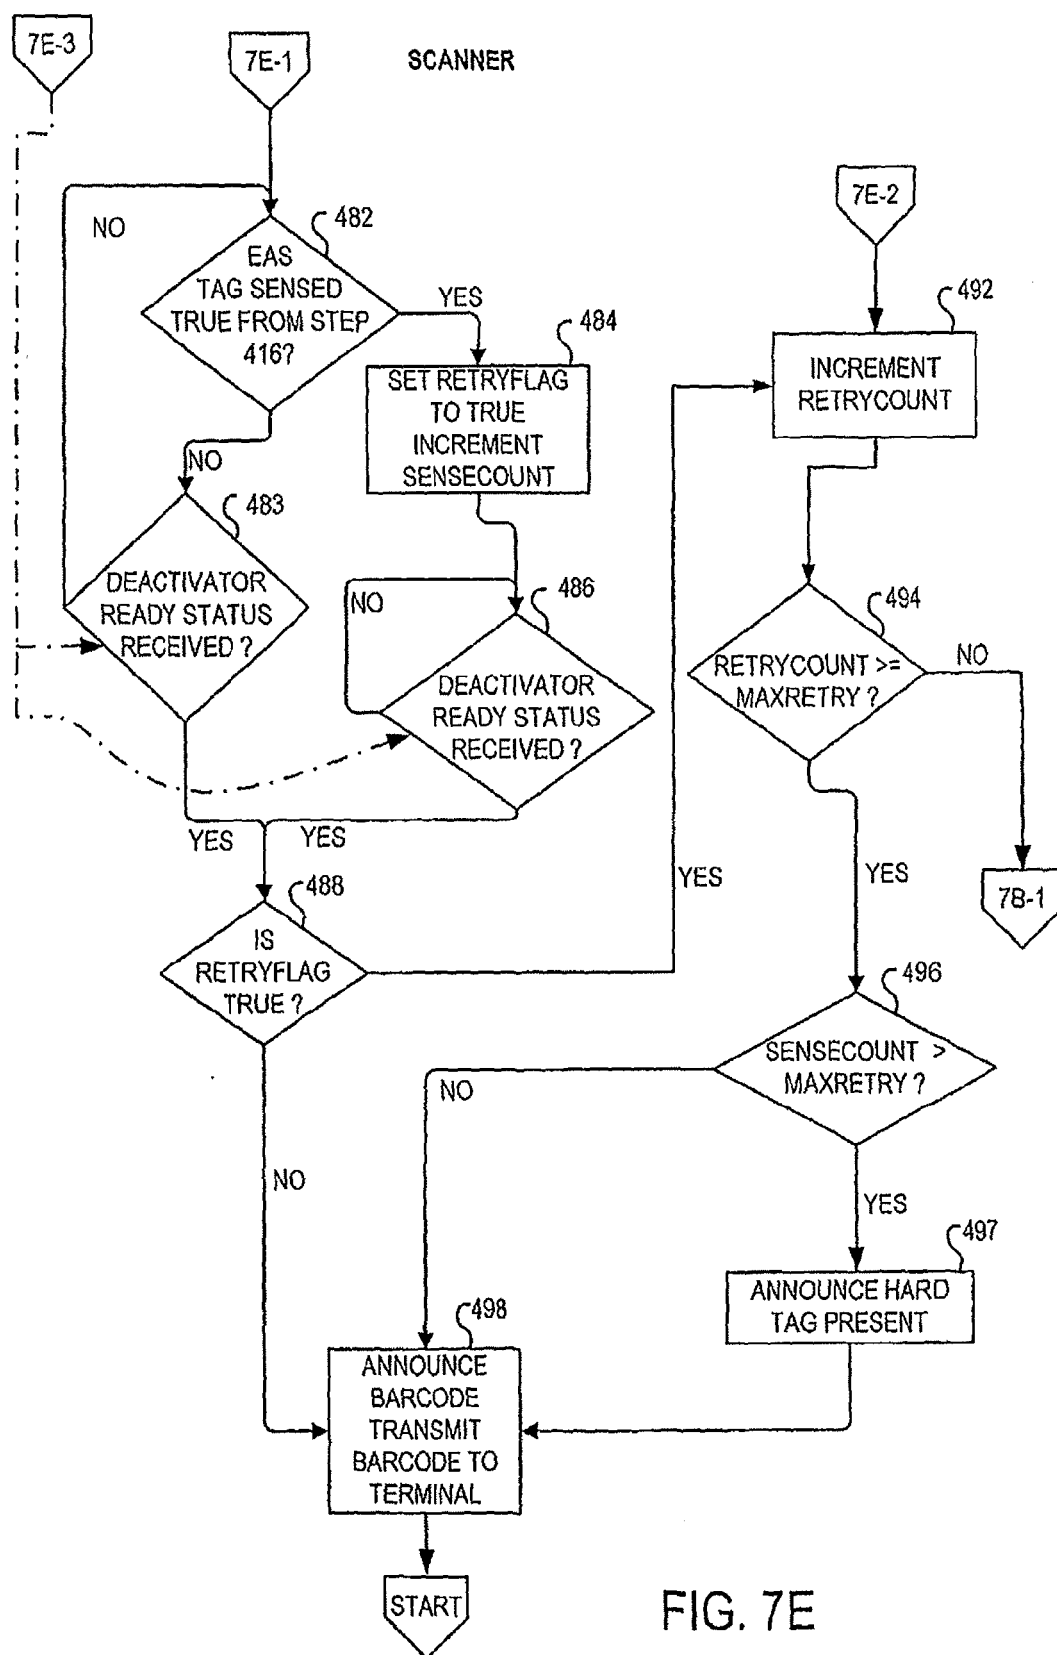 7E-3
7E-1
SCANNER
7E-2
NO
482
EAS
TAG SENSED
TRUE FROM STEP
416?
YES
484
SET RETRYFLAG
TO TRUE
INCREMENT
SENSECOUNT
492
INCREMENT
RETRYCOUNT
NO
483
DEACTIVATOR
READY STATUS
RECEIVED ?
NO
486
DEACTIVATOR
READY STATUS
RECEIVED ?
494
RETRYCOUNT >=
MAXRETRY ?
NO
YES
YES
YES
YES
7B-1
488
IS
RETRYFLAG
TRUE ?
496
SENSECOUNT >
MAXRETRY ?
NO
NO
YES
497
ANNOUNCE HARD
TAG PRESENT
498
ANNOUNCE
BARCODE
TRANSMIT
BARCODE TO
TERMINAL
START
FIG. 7E